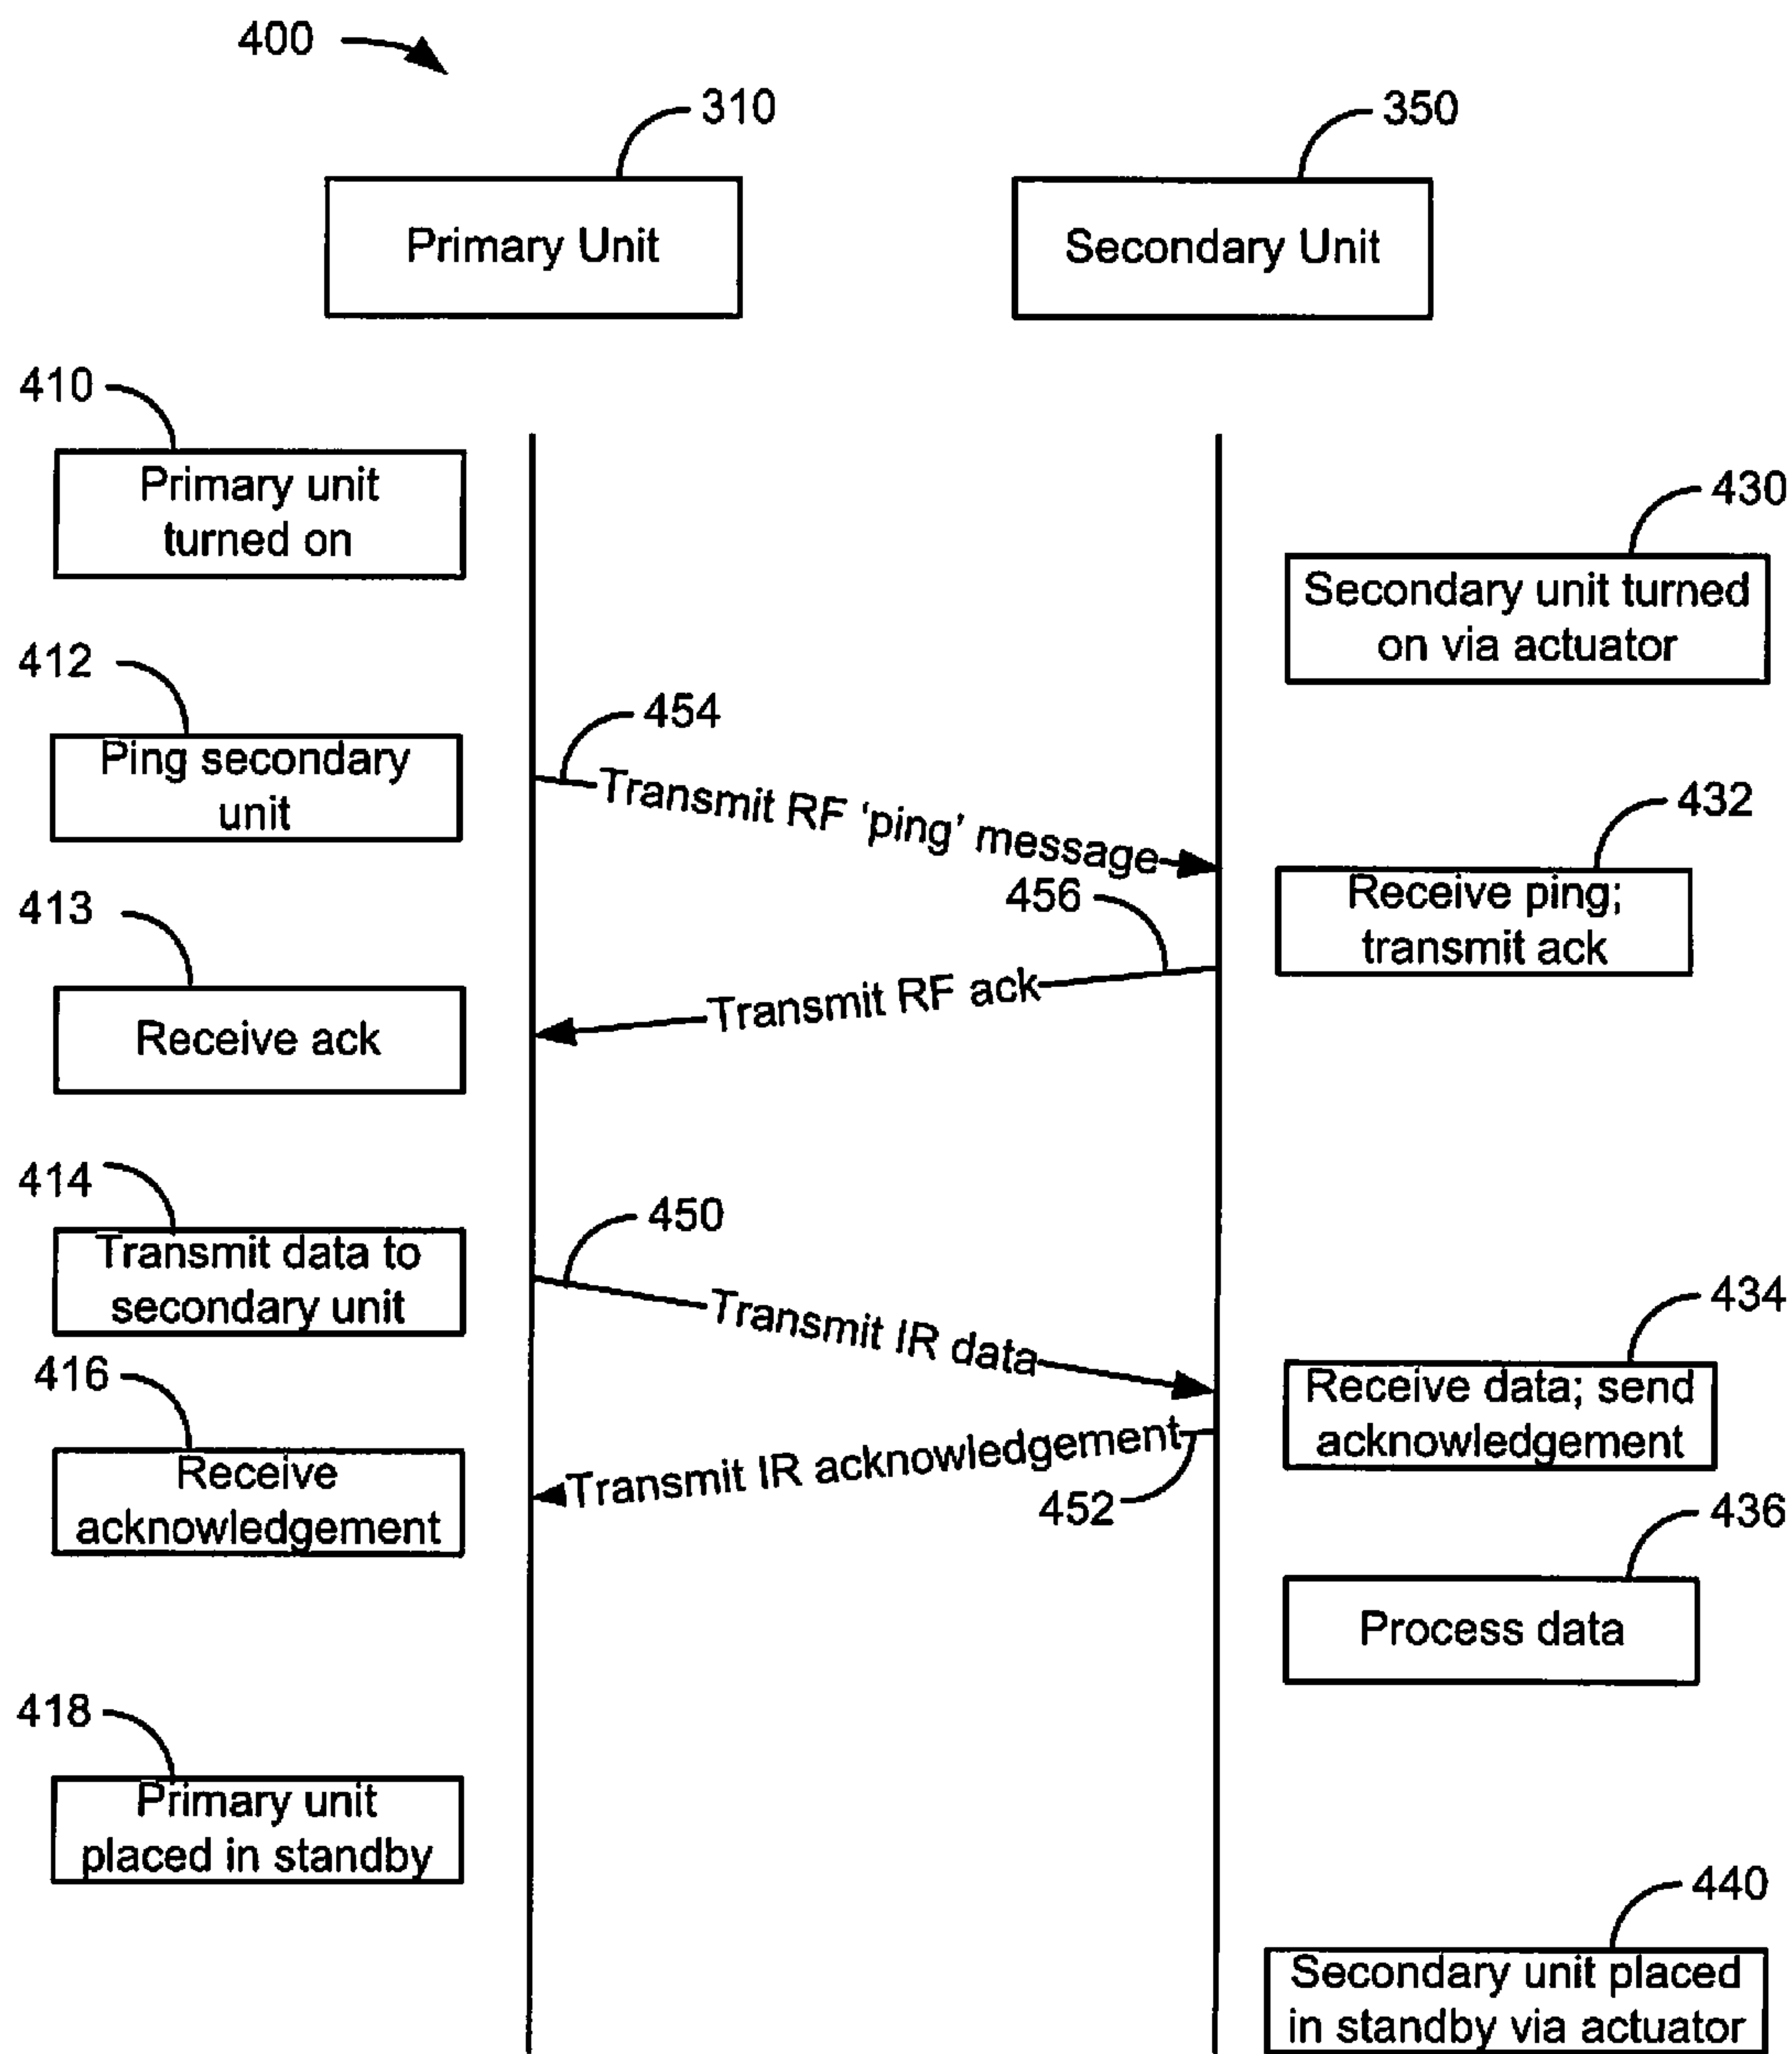 400
310
350
Primary Unit
Secondary Unit
410
Primary unit
turned on
430
Secondary unit turned
on via actuator
412
Ping secondary
unit
454
Transmit RF 'ping' message
432
Receive ping;
transmit ack
456
Transmit RF ack
413
Receive ack
414
Transmit data to
secondary unit
450
Transmit IR data
434
Receive data; send
acknowledgement
416
Receive
acknowledgement
Transmit IR acknowledgement
452
436
Process data
418
Primary unit
placed in standby
440
Secondary unit placed
in standby via actuator